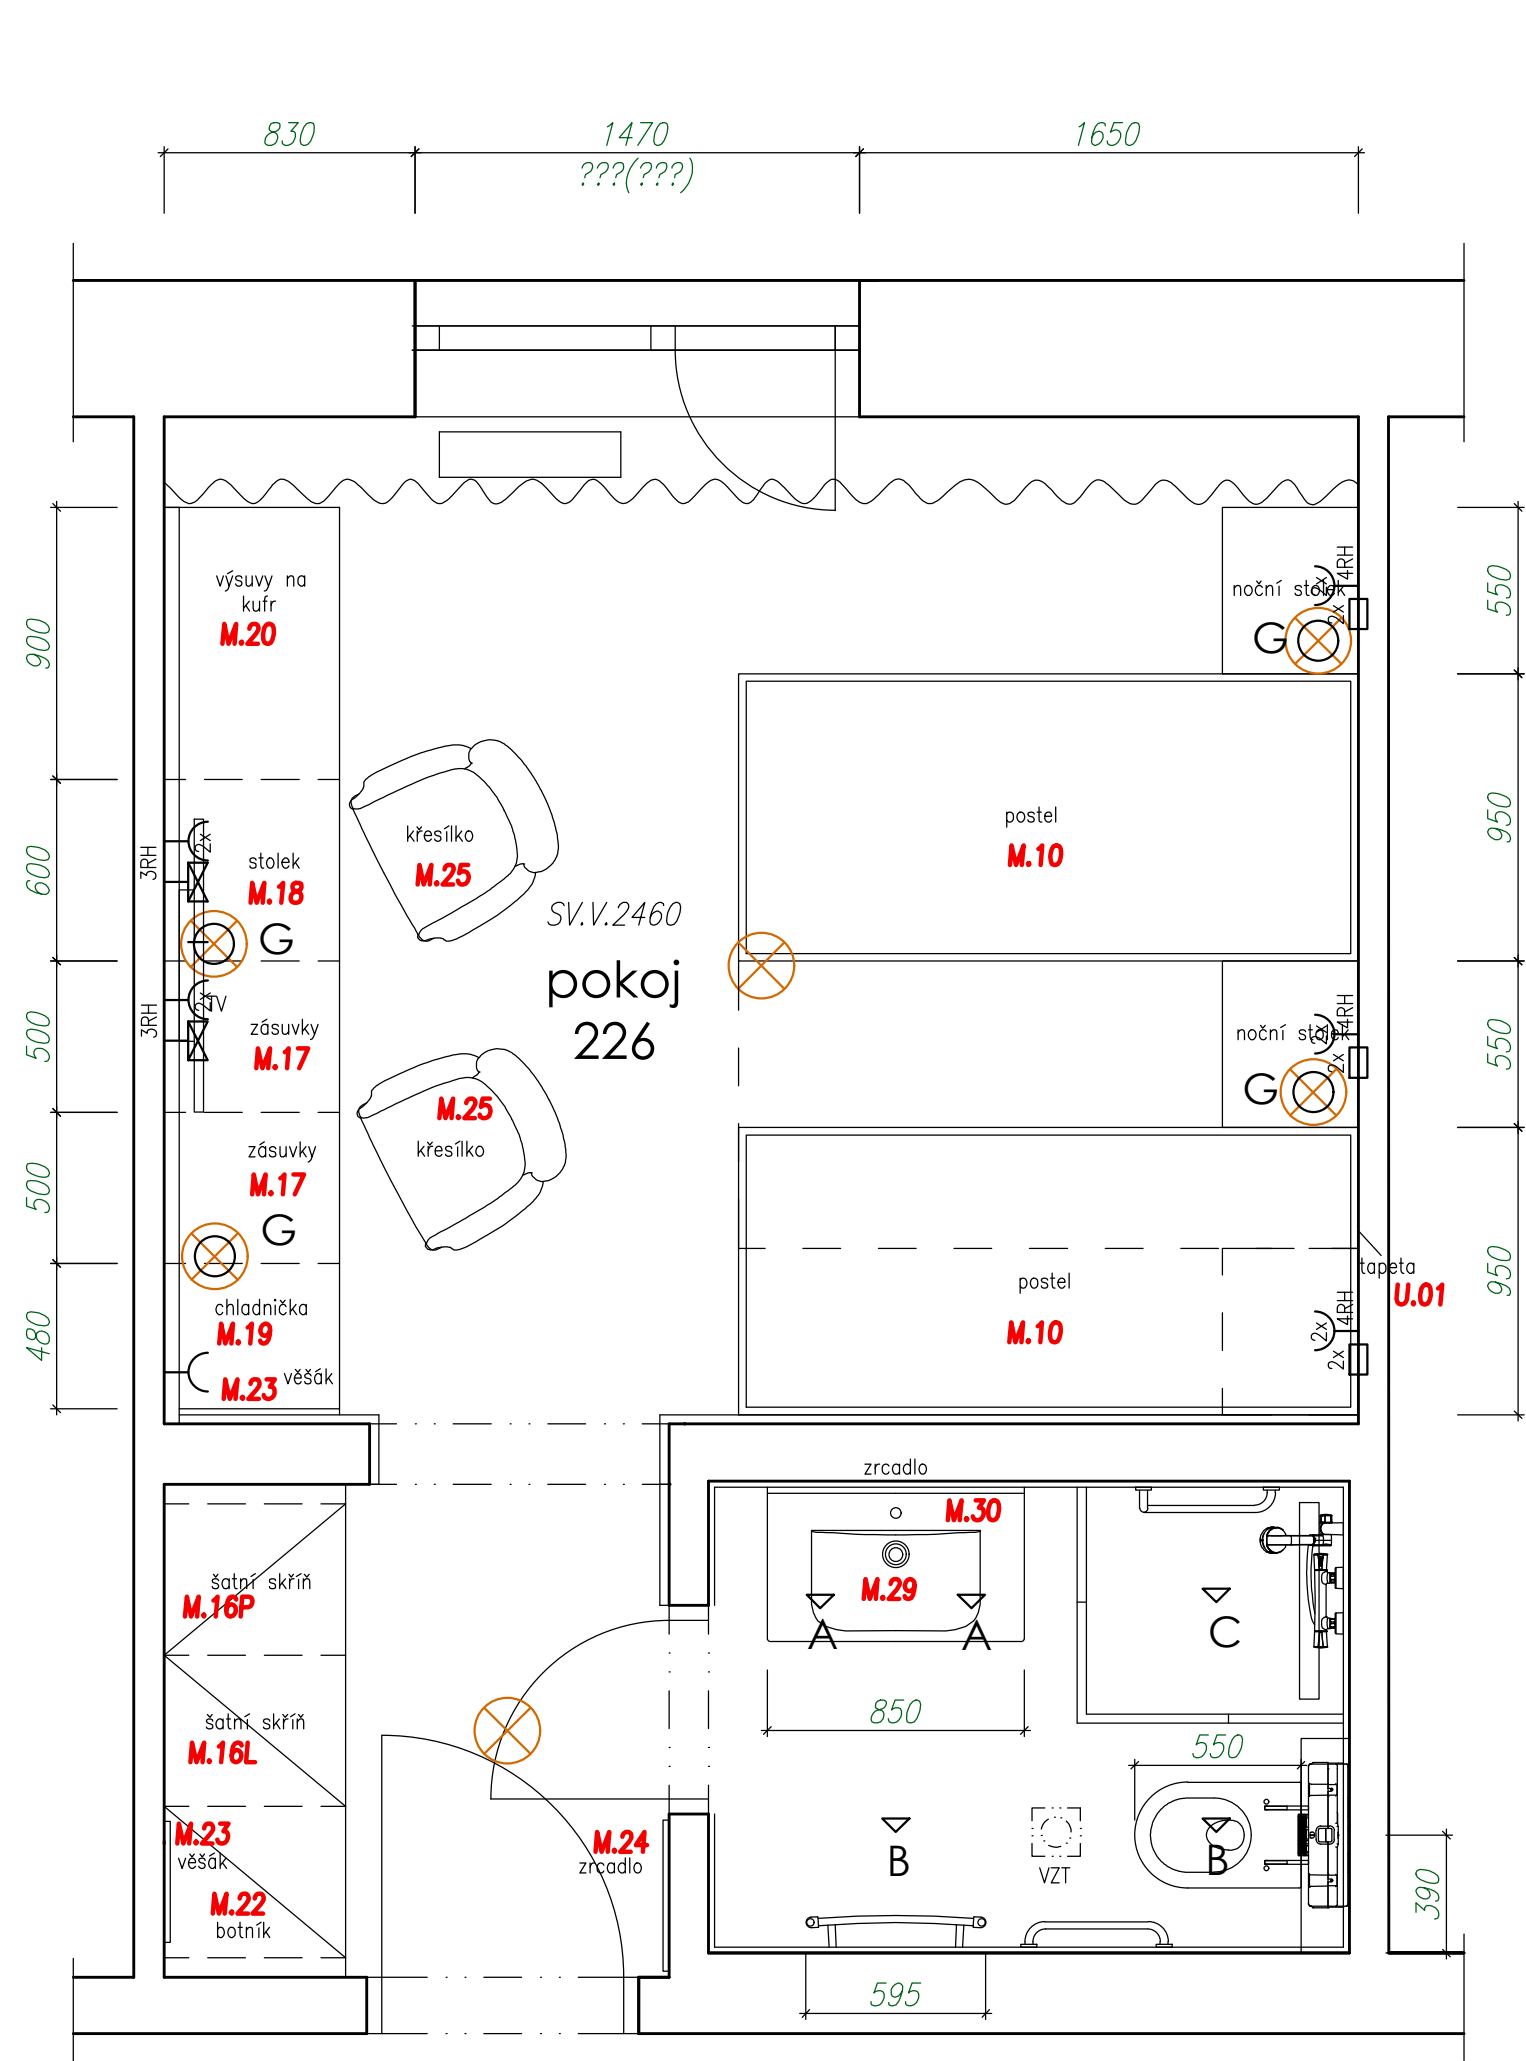 830
1470
1650
???(???)
výsuvy na
kufr
M.20
900
4RH
2x
noční stolek
2x
550
G
postel
M.10
950
křesílko
M.25
3RH
2x
stolek
M.18
600
G
SV.V.2460
pokoj
226
3RH
2x
TV
zásuvky
M.17
500
4RH
2x
noční stolek
2x
550
G
M.25
křesílko
zásuvky
M.17
500
G
tapeta
U.01
postel
M.10
950
4RH
2x
2x
chladnička
M.19
480
věšák
M.23
zrcadlo
M.30
M.29
šatní skříň
M.16P
A
A
C
šatní skříň
M.16L
850
550
M.23
věšák
M.24
zrcadlo
B
VZT
B
M.22
botník
390
595